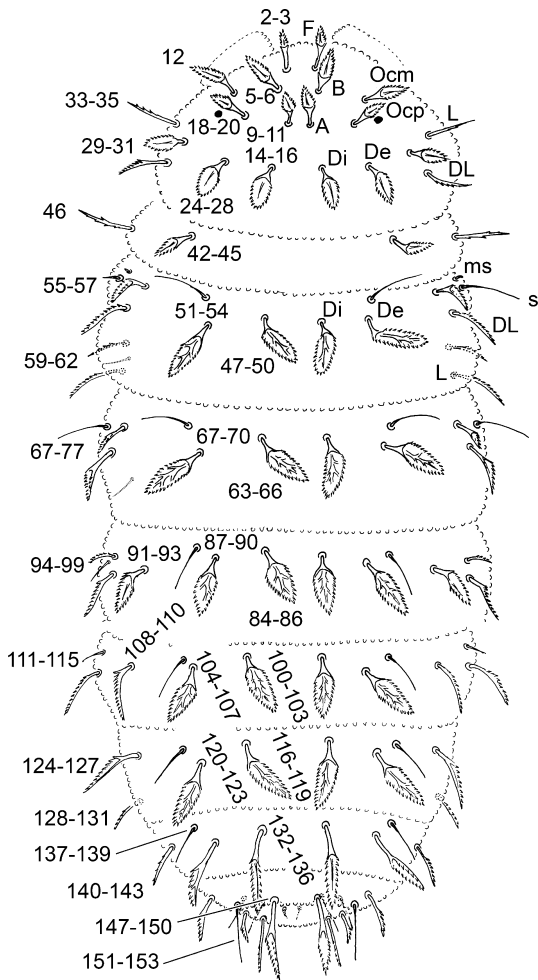 2-3 F
12 B Ocm
5-6
33-35 Ocp L
18-20 9-11 A
29-31 14-16 Di De DL
24-28
46
42-45
ms
55-57 s
51-54 Di De DL
59-62 47-50 L
67-77 67-70
63-66
87-90
94-99 91-93
84-86
108-110
111-115 104-107 100-103
124-127 120-123 116-119
128-131
137-139 132-136
140-143
147-150
151-153